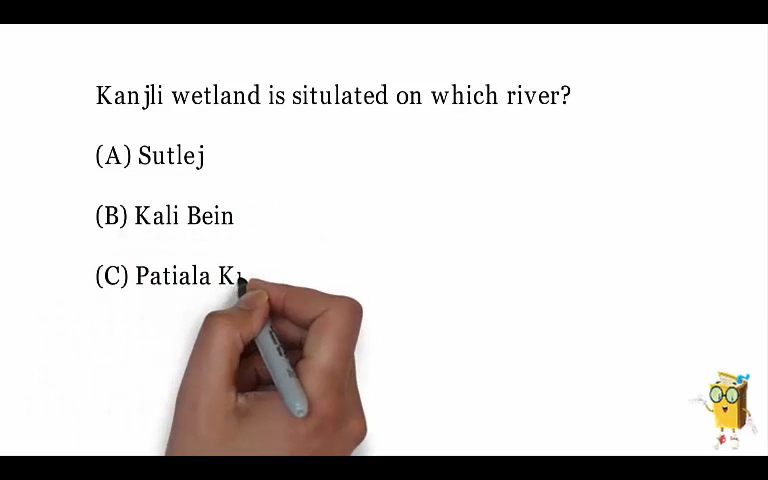 Kanjli wetland is situlated on which river?
(A) Sutlej
(B) Kali Bein
(C) Patiala